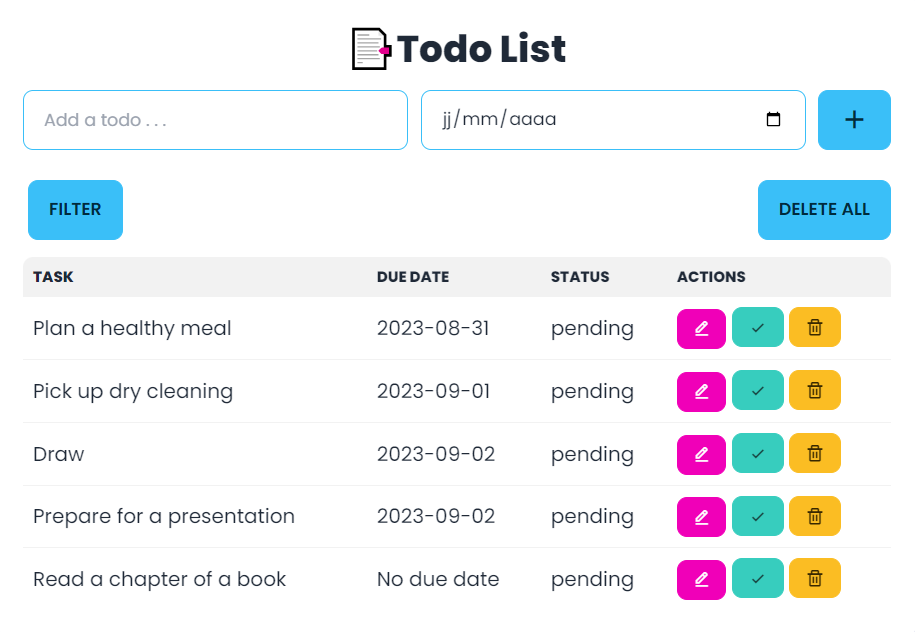 Todo List
Add a todo . . .
jj/mm/aaaa
+
FILTER
DELETE ALL
TASK DUE DATE STATUS ACTIONS
Plan a healthy meal 2023-08-31 pending
Pick up dry cleaning 2023-09-01 pending
Draw 2023-09-02 pending
Prepare for a presentation 2023-09-02 pending
Read a chapter of a book No due date pending